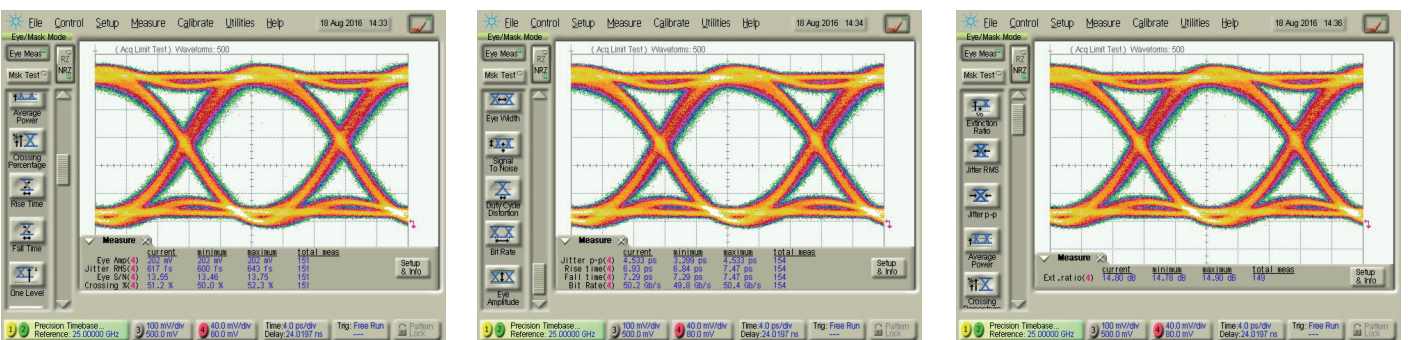 File Control Setup Measure Calibrate Utilities Help 18 Aug 2016 14:33
Eye/Mask Mode
Eye Meas
RZ
NRZ
Msk Test
( Acq Limit Test ) Waveforms: 500
Average
Power
Crossing
Percentage
Rise Time
Fall Time
One Level
Measure
current minimum maximum total meas
Eye Amp(4) 202 mV 202 mV 202 mV 151
Jitter RMS(4) 617 fs 600 fs 643 fs 151
Eye S/N(4) 13.55 13.46 13.75 151
Crossing %(4) 51.2 % 50.0 % 52.3 % 151
Setup
& Info
1 2 Precision Timebase... 3 100 mV/div 4 40.0 mV/div Time:4.0 ps/div Trig: Free Run Pattern
Reference: 25.00000 GHz 500.0 mV 80.0 mV Delay:24.0197 ns --- Lock
File Control Setup Measure Calibrate Utilities Help 18 Aug 2016 14:34
Eye/Mask Mode
Eye Meas
RZ
NRZ
Msk Test
( Acq Limit Test ) Waveforms: 500
Eye Width
Signal
To Noise
Duty Cycle
Distortion
Bit Rate
Eye
Amplitude
Measure
current minimum maximum total meas
Jitter p-p(4) 4.533 ps 3.289 ps 4.533 ps 154
Rise time(4) 6.93 ps 6.84 ps 7.47 ps 154
Fall time(4) 7.29 ps 7.29 ps 7.47 ps 154
Bit Rate(4) 50.2 Gb/s 49.8 Gb/s 50.4 Gb/s 154
Setup
& Info
1 2 Precision Timebase... 3 100 mV/div 4 40.0 mV/div Time:4.0 ps/div Trig: Free Run Pattern
Reference: 25.00000 GHz 500.0 mV 80.0 mV Delay:24.0197 ns --- Lock
File Control Setup Measure Calibrate Utilities Help 18 Aug 2016 14:36
Eye/Mask Mode
Eye Meas
RZ
NRZ
Msk Test
( Acq Limit Test ) Waveforms: 500
Extinction
Ratio
Jitter RMS
Jitter p-p
Average
Power
Crossing
Measure
current minimum maximum total meas
Ext.ratio(4) 14.80 dB 14.78 dB 14.90 dB 149
Setup
& Info
1 2 Precision Timebase... 3 100 mV/div 4 40.0 mV/div Time:4.0 ps/div Trig: Free Run Pattern
Reference: 25.00000 GHz 500.0 mV 80.0 mV Delay:24.0197 ns --- Lock